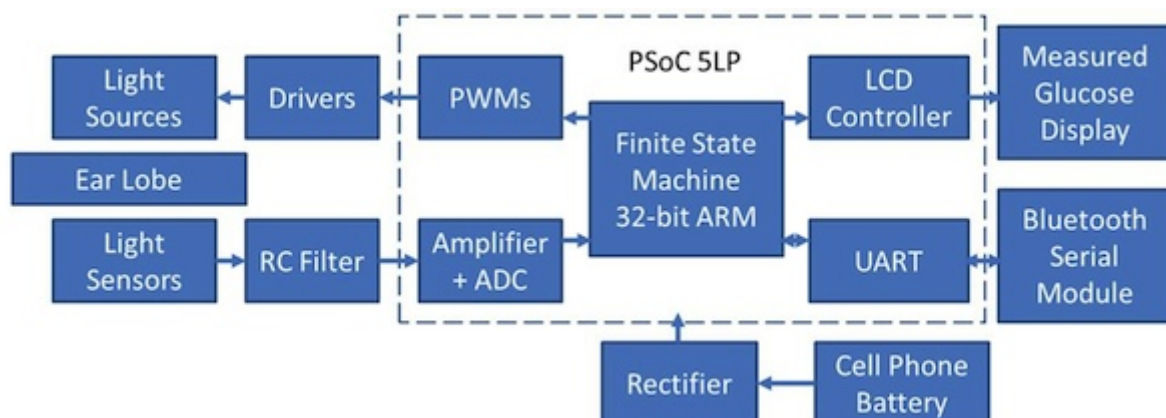 PSoC 5LP
Light
Sources
Drivers
PWMs
Finite State
Machine
32-bit ARM
LCD
Controller
Measured
Glucose
Display
Ear Lobe
Light
Sensors
RC Filter
Amplifier
+ ADC
UART
Bluetooth
Serial
Module
Rectifier
Cell Phone
Battery